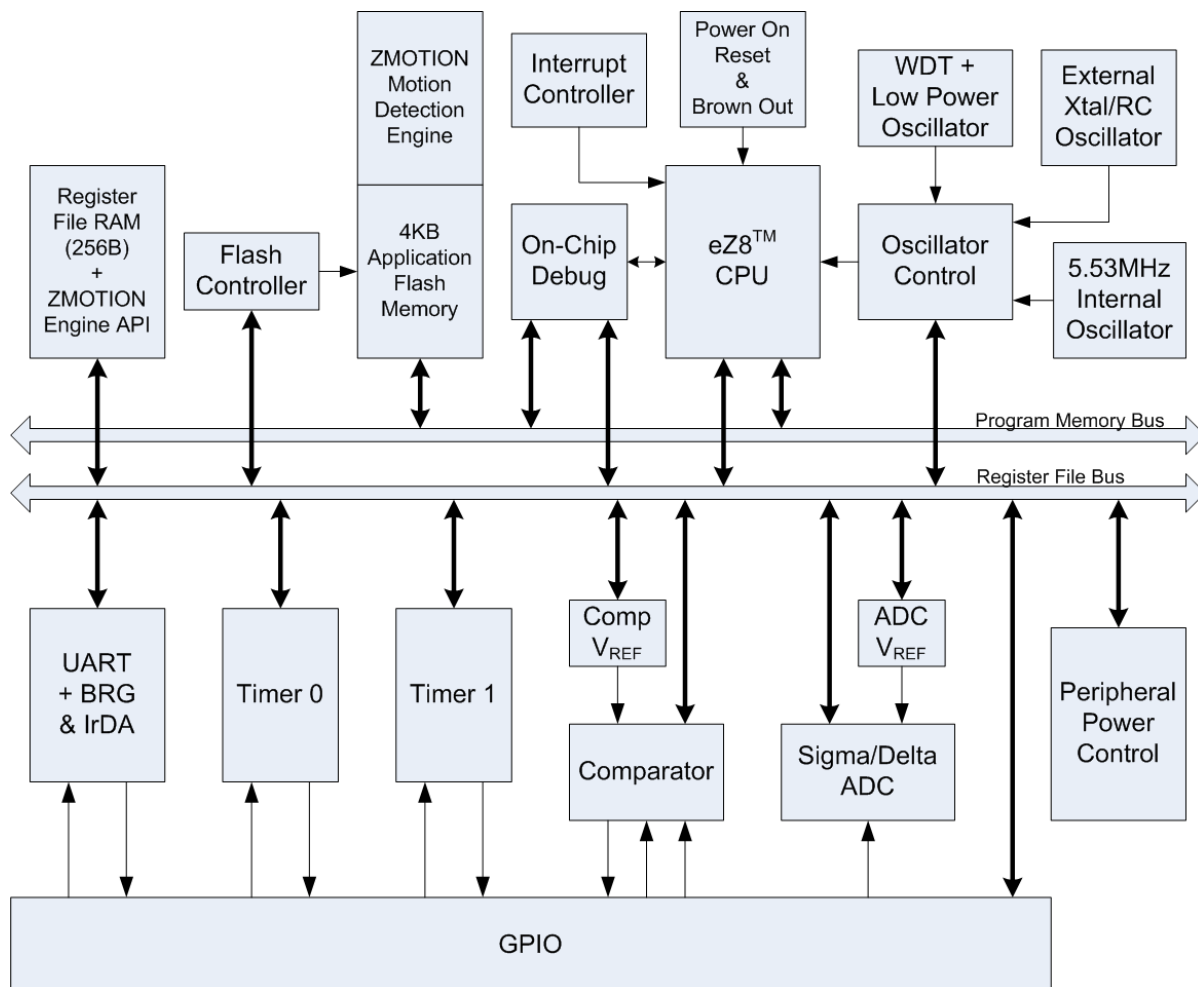 ZMOTION
Motion
Detection
Engine
Interrupt
Controller
Power On
Reset
&
Brown Out
WDT +
Low Power
Oscillator
External
Xtal/RC
Oscillator
Register
File RAM
(256B)
+
ZMOTION
Engine API
Flash
Controller
4KB
Application
Flash
Memory
On-Chip
Debug
eZ8™
CPU
Oscillator
Control
5.53MHz
Internal
Oscillator
Program Memory Bus
Register File Bus
UART
+ BRG
& IrDA
Timer 0
Timer 1
Comp
VREF
Comparator
ADC
VREF
Sigma/Delta
ADC
Peripheral
Power
Control
GPIO